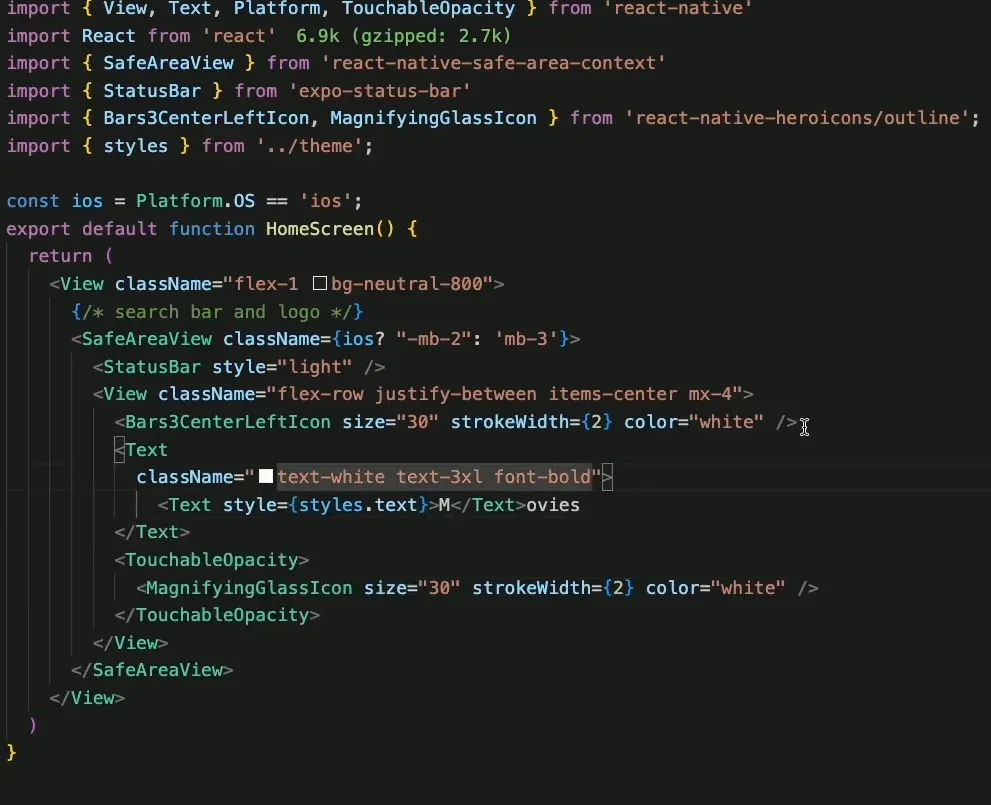 import { View, Text, Platform, TouchableOpacity } from 'react-native'
import React from 'react'  6.9k (gzipped: 2.7k)
import { SafeAreaView } from 'react-native-safe-area-context'
import { StatusBar } from 'expo-status-bar'
import { Bars3CenterLeftIcon, MagnifyingGlassIcon } from 'react-native-heroicons/outline';
import { styles } from '../theme';

const ios = Platform.OS == 'ios';
export default function HomeScreen() {
  return (
    <View className="flex-1 bg-neutral-800">
      {/* search bar and logo */}
      <SafeAreaView className={ios? "-mb-2": 'mb-3'}>
        <StatusBar style="light" />
        <View className="flex-row justify-between items-center mx-4">
          <Bars3CenterLeftIcon size="30" strokeWidth={2} color="white" />
          <Text
            className="text-white text-3xl font-bold">
              <Text style={styles.text}>M</Text>ovies
          </Text>
          <TouchableOpacity>
            <MagnifyingGlassIcon size="30" strokeWidth={2} color="white" />
          </TouchableOpacity>
        </View>
      </SafeAreaView>
    </View>
  )
}